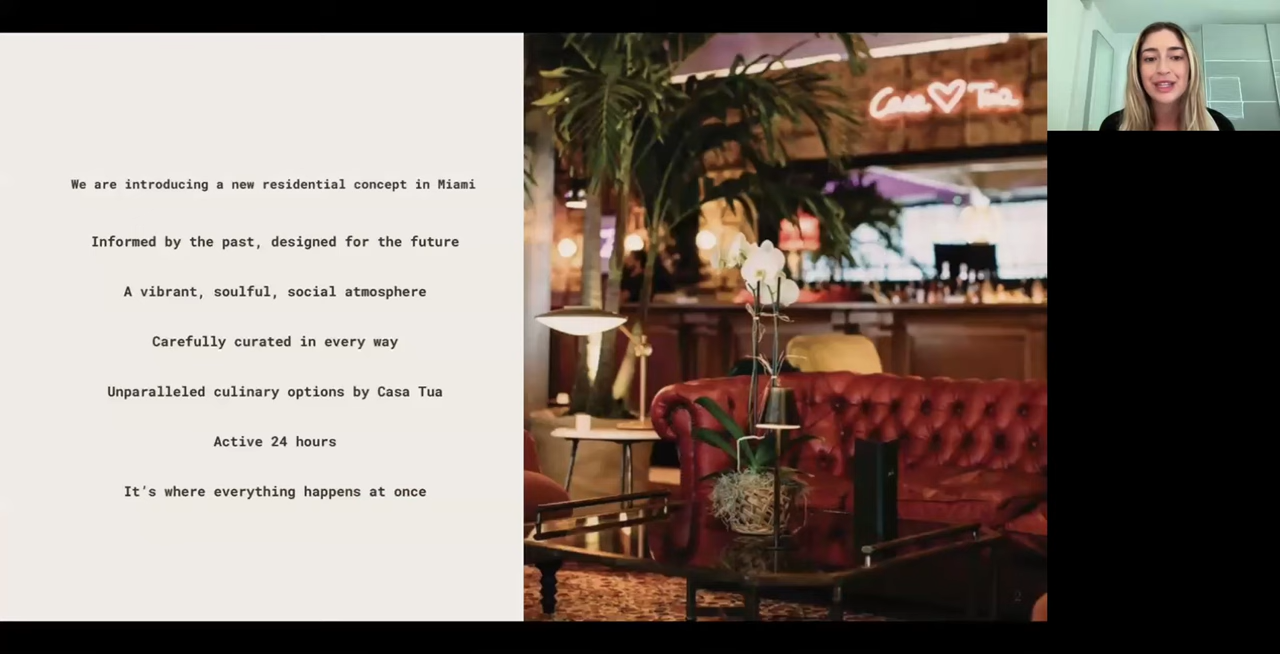 We are introducing a new residential concept in Miami
Informed by the past, designed for the future
A vibrant, soulful, social atmosphere
Carefully curated in every way
Unparalleled culinary options by Casa Tua
Active 24 hours
It’s where everything happens at once
Casa Tua
2